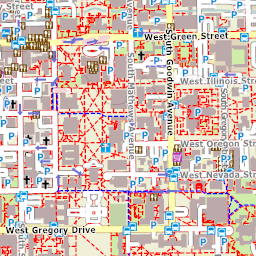 y Street
West Green Street
South Goodwin Avenue
South Mathews Avenue
West Illinois Street
West Oregon Street
West Nevada Str
West Gregory Drive